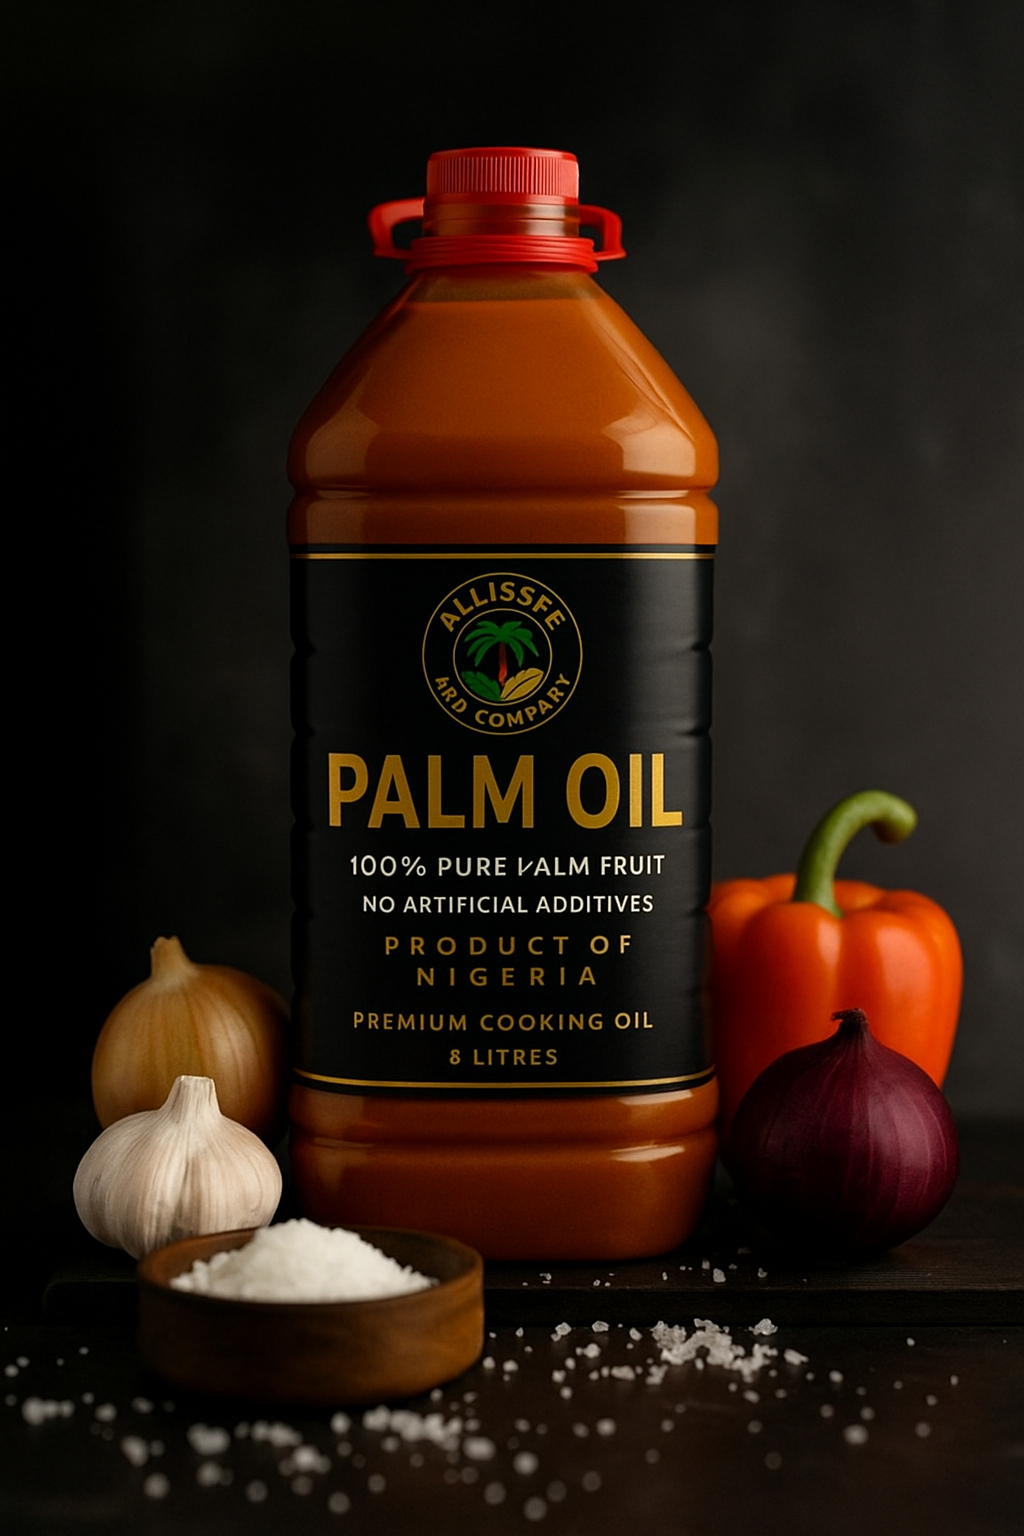 ALLISSFE
ARD COMPANY
PALM OIL
100% PURE PALM FRUIT
NO ARTIFICIAL ADDITIVES
PRODUCT OF
NIGERIA
PREMIUM COOKING OIL
8 LITRES